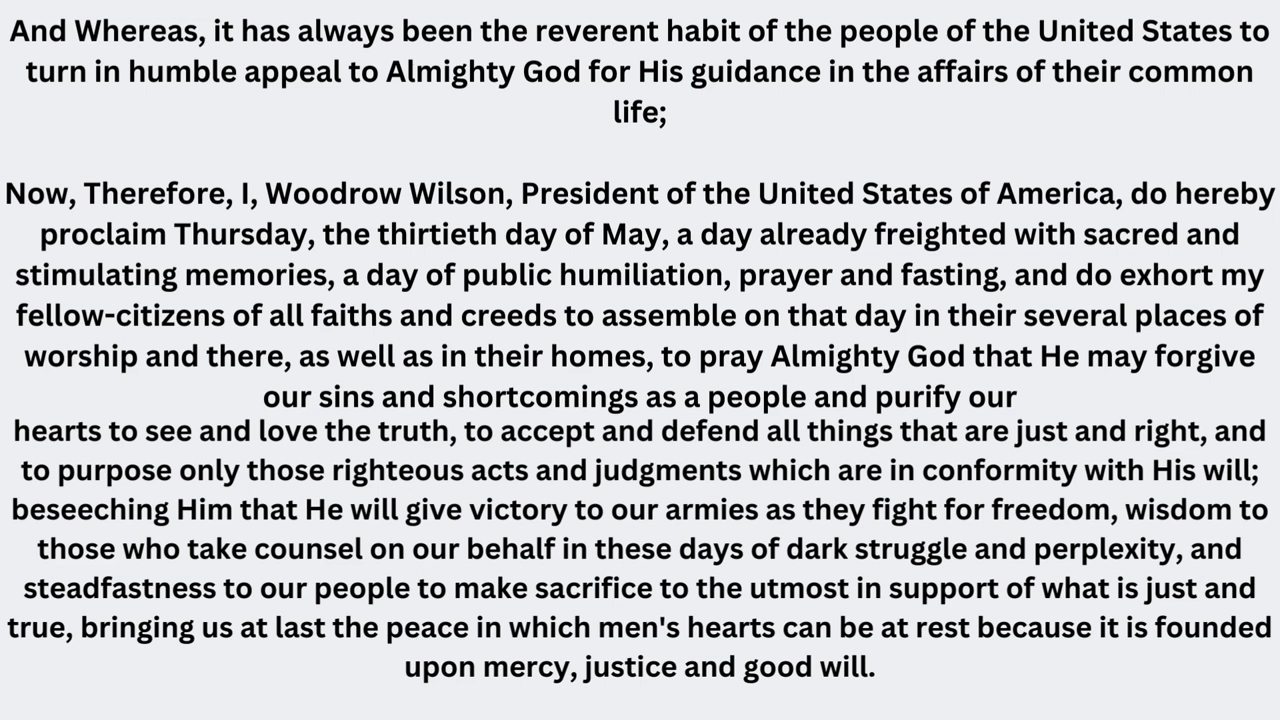 And Whereas, it has always been the reverent habit of the people of the United States to
turn in humble appeal to Almighty God for His guidance in the affairs of their common
life;
Now, Therefore, I, Woodrow Wilson, President of the United States of America, do hereby
proclaim Thursday, the thirtieth day of May, a day already freighted with sacred and
stimulating memories, a day of public humiliation, prayer and fasting, and do exhort my
fellow-citizens of all faiths and creeds to assemble on that day in their several places of
worship and there, as well as in their homes, to pray Almighty God that He may forgive
our sins and shortcomings as a people and purify our
hearts to see and love the truth, to accept and defend all things that are just and right, and
to purpose only those righteous acts and judgments which are in conformity with His will;
beseeching Him that He will give victory to our armies as they fight for freedom, wisdom to
those who take counsel on our behalf in these days of dark struggle and perplexity, and
steadfastness to our people to make sacrifice to the utmost in support of what is just and
true, bringing us at last the peace in which men's hearts can be at rest because it is founded
upon mercy, justice and good will.